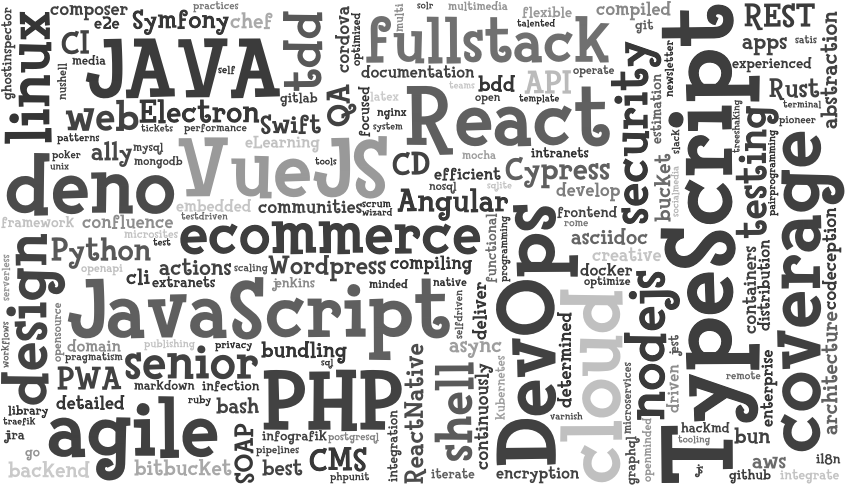 practices
solr
multimedia
compiled
composer
e2e
Symfony
chef
multi
flexible
talented
git
REST
ghostinspector
linux
CI
media
nushell
JAVA
self
tdd
cordova
optimized
fullstack
documentation
operate
security
newsletter
apps
satis
experienced
abstraction
gitlab
QA
focused
latex
teams
bdd
open
API
template
estimation
TypeScript
Rust
terminal
pioneer
web
Electron
tickets
performance
Swift
nginx
system
React
slack
treeshaking
testing
pairprogramming
patterns
eLearning
mocha
intranets
poker
unix
ally
mysql
mongodb
VueJS
tools
CD
efficient
nosql
sqlite
Cypress
develop
bucket
socialmedia
coverage
deno
embedded
testdriven
communities
scrum
wizard
Angular
frontend
rome
framework
confluence
microsites
test
ecommerce
functional
programming
DevOps
asciidoc
creative
codeception
design
serverless
Python
openapi
cli
actions
extranets
scaling
Wordpress
jenkins
compiling
minded
native
docker
optimize
containers
distribution
workflows
opensource
JavaScript
selfdriven
deliver
cloud
nodejs
domain
pragmatism
publishing
privacy
bundling
sql
async
determined
jest
architecture
PWA
senior
markdown
infection
PHP
ReactNative
shell
continuously
kubernetes
microservices
driven
remote
enterprise
library
traefik
detailed
ruby
bash
varnish
jira
agile
SOAP
infografik
postgresql
integration
graphql
openminded
hackmd
tooling
bun
go
backend
bitbucket
pipelines
best
CMS
phpunit
iterate
encryption
js
github
aws
i18n
integrate